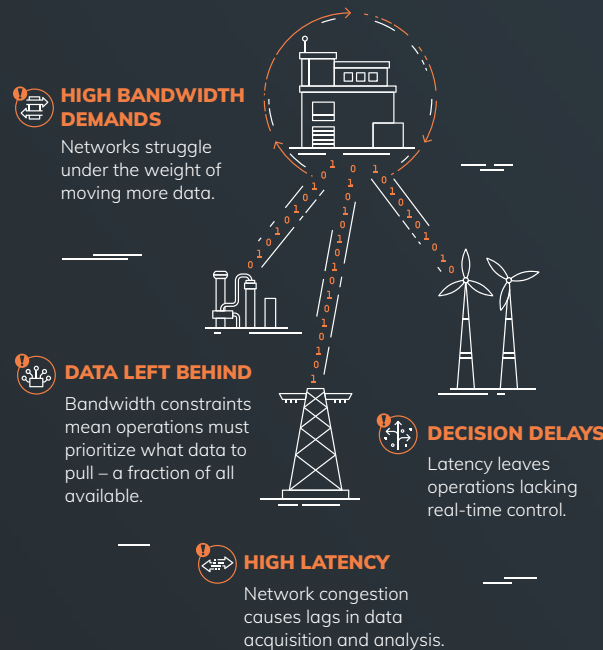 HIGH BANDWIDTH
DEMANDS
Networks struggle
under the weight of
moving more data.
DATA LEFT BEHIND
Bandwidth constraints
mean operations must
prioritize what data to
pull – a fraction of all
available.
DECISION DELAYS
Latency leaves
operations lacking
real-time control.
HIGH LATENCY
Network congestion
causes lags in data
acquisition and analysis.